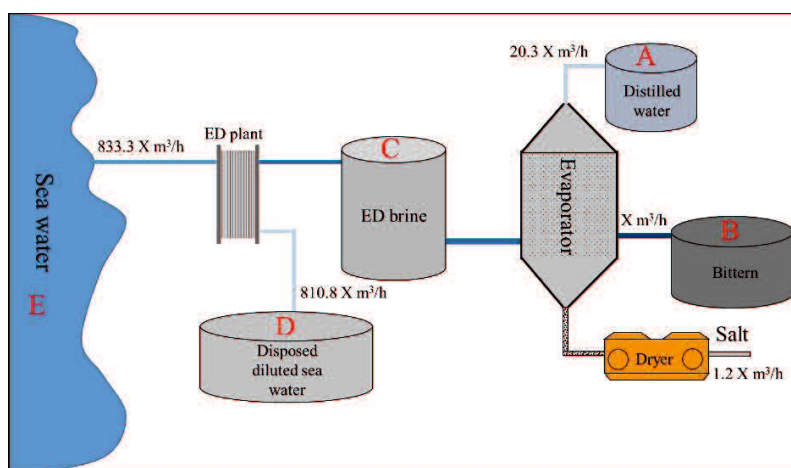 20.3 X m³/h
A
Distilled
water
ED plant
833.3 X m³/h
C
ED brine
Evaporator
X m³/h
B
Bittern
Sea water
E
810.8 X m³/h
D
Disposed
diluted sea
water
Salt
Dryer
1.2 X m³/h